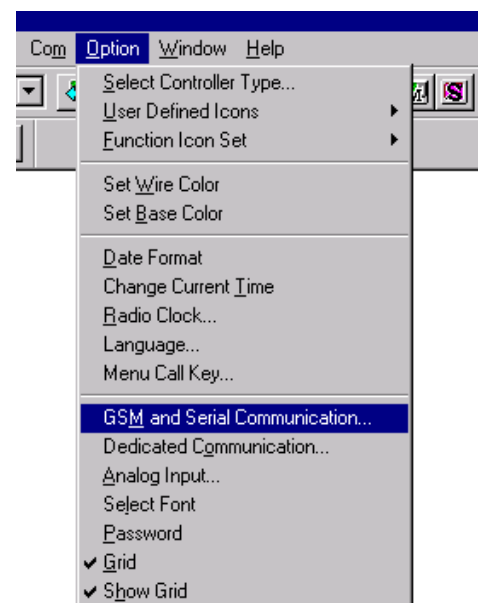 Com Option Window Help
Select Controller Type...
User Defined Icons
Function Icon Set
Set Wire Color
Set Base Color
Date Format
Change Current Time
Radio Clock...
Language...
Menu Call Key...
GSM and Serial Communication...
Dedicated Communication...
Analog Input...
Select Font
Password
Grid
Show Grid